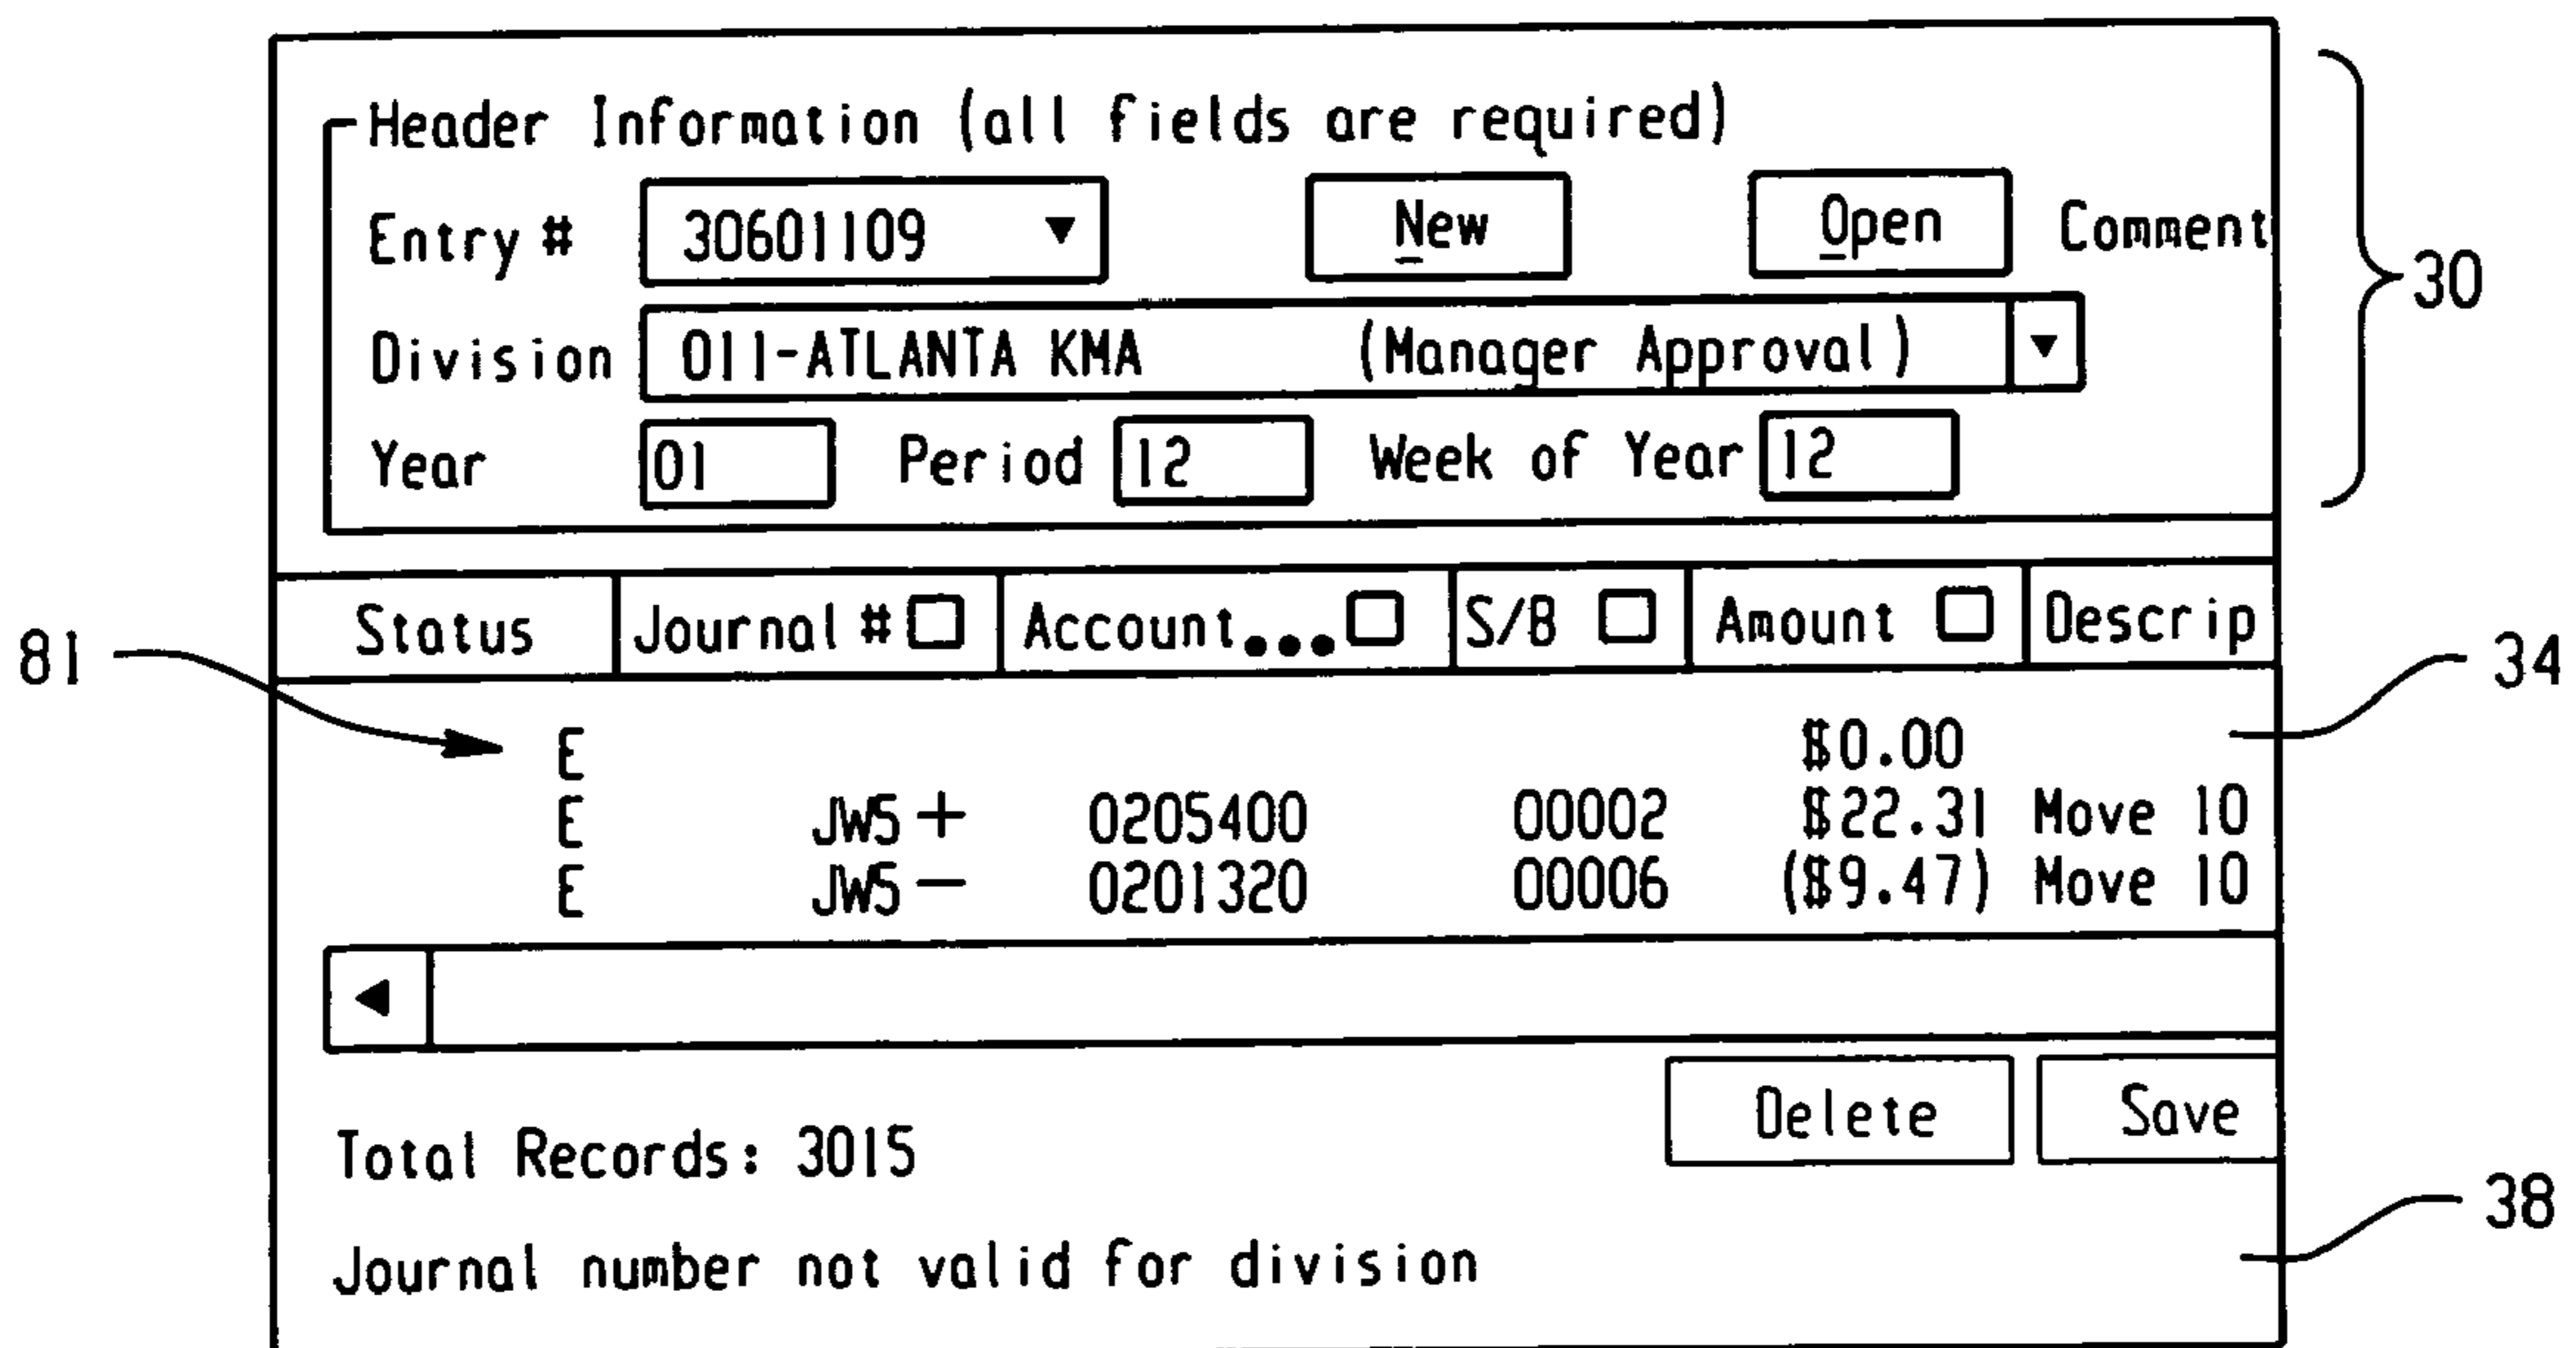 Header Information (all fields are required)
Entry # 30601109 ▼ New Open Comment
30
Division 011-ATLANTA KMA (Manager Approval) ▼
Year 01 Period 12 Week of Year 12
Status Journal # Account... S/B Amount Descrip
81
34
E $0.00
E JW5 + 0205400 00002 $22.31 Move 10
E JW5 – 0201320 00006 ($9.47) Move 10
◀
Delete Save
Total Records: 3015
38
Journal number not valid for division